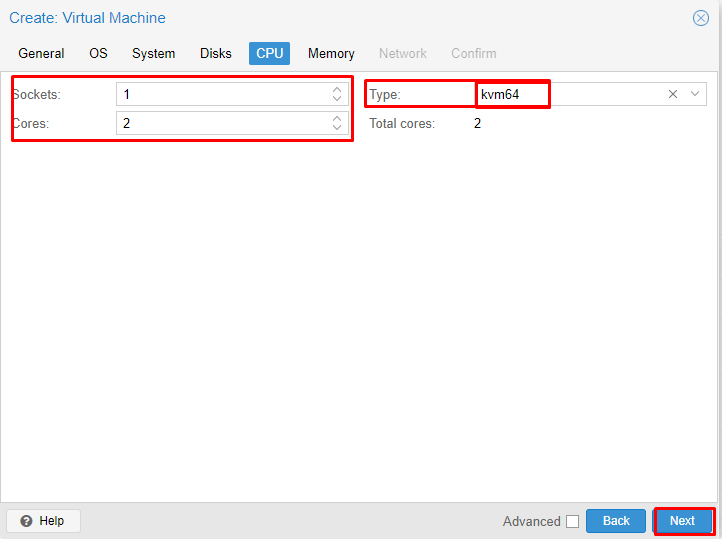 Create: Virtual Machine
General OS System Disks CPU Memory Network Confirm
Sockets: 1 Type: kvm64
Cores: 2 Total cores: 2
Help Advanced Back Next